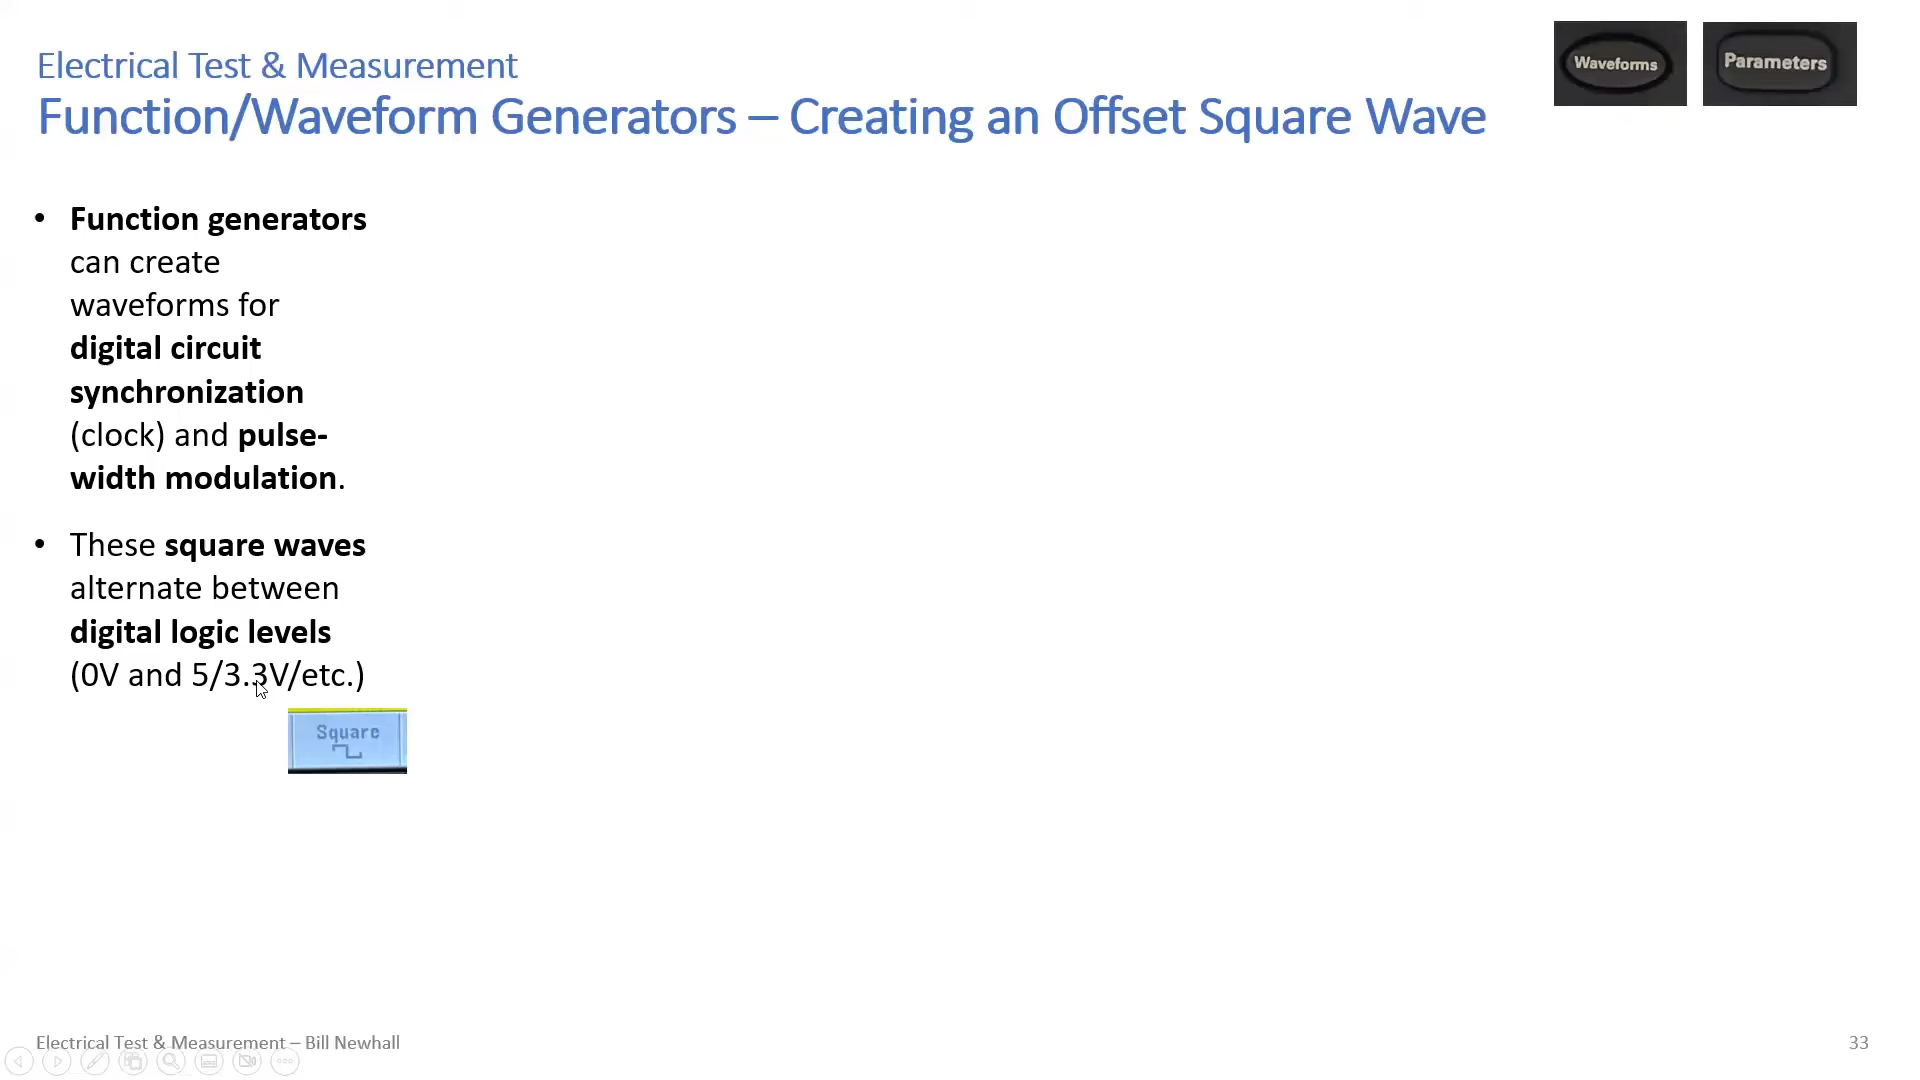 Electrical Test & Measurement
Function/Waveform Generators – Creating an Offset Square Wave
Waveforms
Parameters
• Function generators
can create
waveforms for
digital circuit
synchronization
(clock) and pulse-
width modulation.
• These square waves
alternate between
digital logic levels
(0V and 5/3.3V/etc.)
Square
Electrical Test & Measurement – Bill Newhall
33